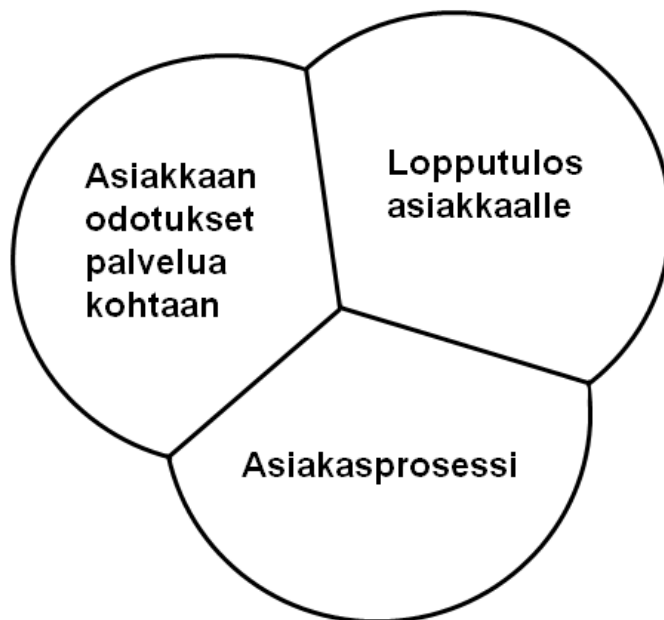 Asiakkaan
odotukset
palvelua
kohtaan
Lopputulos
asiakkaalle
Asiakasprosessi